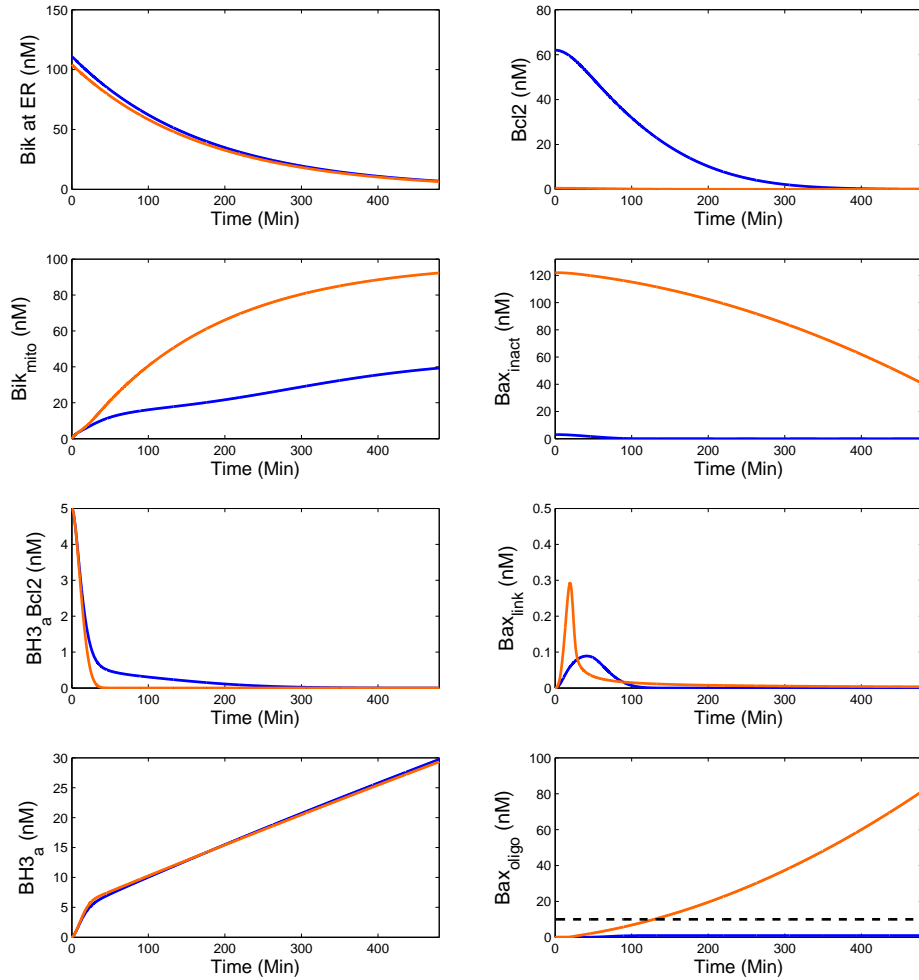 150
100
50
0
Bik at ER (nM)
0 100 200 300 400
Time (Min)
80
60
40
20
0
Bcl2 (nM)
0 100 200 300 400
Time (Min)
100
80
60
40
20
0
Bik_mito (nM)
0 100 200 300 400
Time (Min)
120
100
80
60
40
20
0
Bax_inact (nM)
0 100 200 300 400
Time (Min)
5
4
3
2
1
0
BH3_a Bcl2 (nM)
0 100 200 300 400
Time (Min)
0.5
0.4
0.3
0.2
0.1
0
Bax_link (nM)
0 100 200 300 400
Time (Min)
30
25
20
15
10
5
0
BH3_a (nM)
0 100 200 300 400
Time (Min)
100
80
60
40
20
0
Bax_oligo (nM)
0 100 200 300 400
Time (Min)